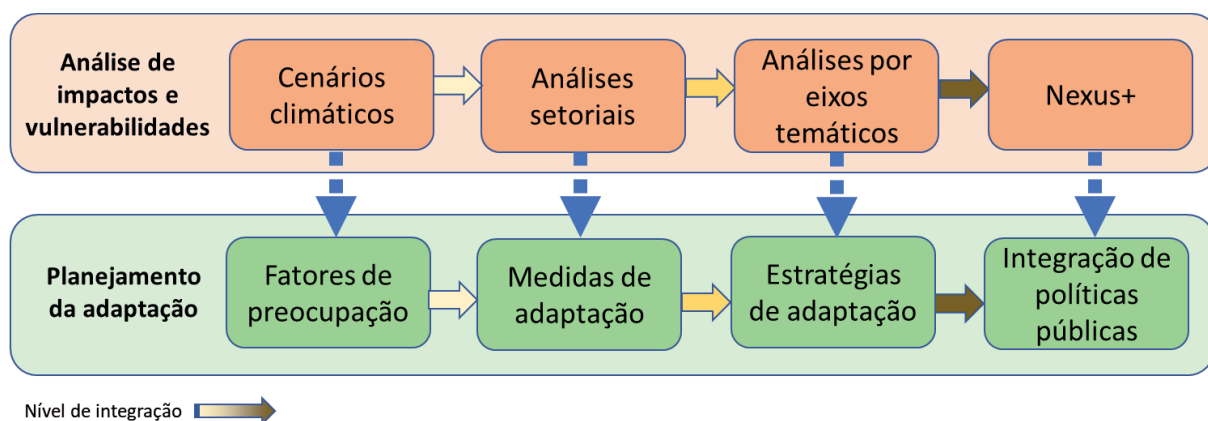 Análise de
impactos e
vulnerabilidades
Cenários
climáticos
Análises
setoriais
Análises por
eixos
temáticos
Nexus+
Planejamento
da adaptação
Fatores de
preocupação
Medidas de
adaptação
Estratégias
de adaptação
Integração de
políticas
públicas
Nível de integração